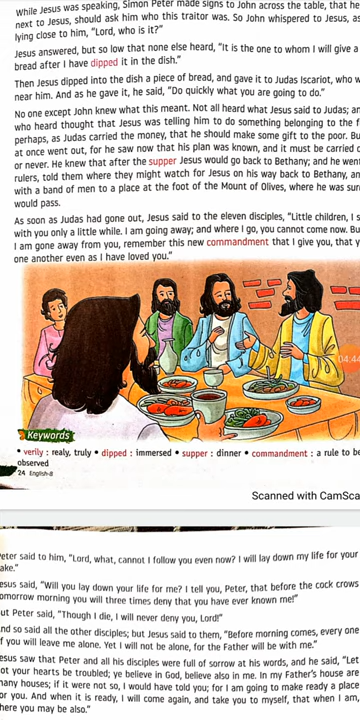 While Jesus was speaking, Simon Peter made signs to John across the table, that he
next to Jesus, should ask him who this traitor was. So John whispered to Jesus, as
lying close to him, "Lord, who is it?"
Jesus answered, but so low that none else heard, "It is the one to whom I will give a
bread after I have dipped it in the dish."
Then Jesus dipped into the dish a piece of bread, and gave it to Judas Iscariot, who w
near him. And as he gave it, he said, "Do quickly what you are going to do."
No one except John knew what this meant. Not all heard what Jesus said to Judas; an
who heard thought that Jesus was telling him to do something belonging to the f
perhaps, as Judas carried the money, that he should make some gift to the poor. Bu
at once went out, for he saw now that his plan was known, and it must be carried o
or never. He knew that after the supper Jesus would go back to Bethany; and he wen
rulers, told them where they might watch for Jesus on his way back to Bethany, an
with a band of men to a place at the foot of the Mount of Olives, where he was sur
would pass.
As soon as Judas had gone out, Jesus said to the eleven disciples, "Little children, I s
with you only a little while. I am going away; and where I go, you cannot come now. Bu
I am gone away from you, remember this new commandment that I give you, that y
one another even as I have loved you."
(14:44
Keywords
• verily : realy, truly • dipped : immersed • supper : dinner • commandment : a rule to be
observed
24 English-8
Scanned with CamSca
eter said to him, "Lord, what, cannot I follow you even now? I will lay down my life for your
ake."
esus said, "Will you lay down your life for me? I tell you, Peter, that before the cock crows
omorrow morning you will three times deny that you have ever known me!"
ut Peter said, "Though I die, I will never deny you, Lord!"
nd so said all the other disciples; but Jesus said to them, "Before morning comes, every one
f you will leave me alone. Yet I will not be alone, for the Father will be with me."
esus saw that Peter and all his disciples were full of sorrow at his words, and he said, "Let
ot your hearts be troubled; ye believe in God, believe also in me. In my Father's house are
many houses; if it were not so, I would have told you; for I am going to make ready a place
or you. And when it is ready, I will come again, and take you to myself, that when I am,
here you may be also."